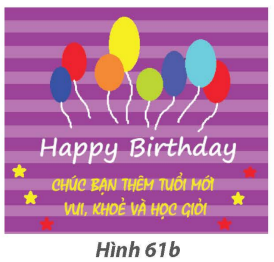 Happy Birthday
CHÚC BẠN THÊM TUỔI MỚI
VUI, KHOẺ VÀ HỌC GIỎI
Hình 61b